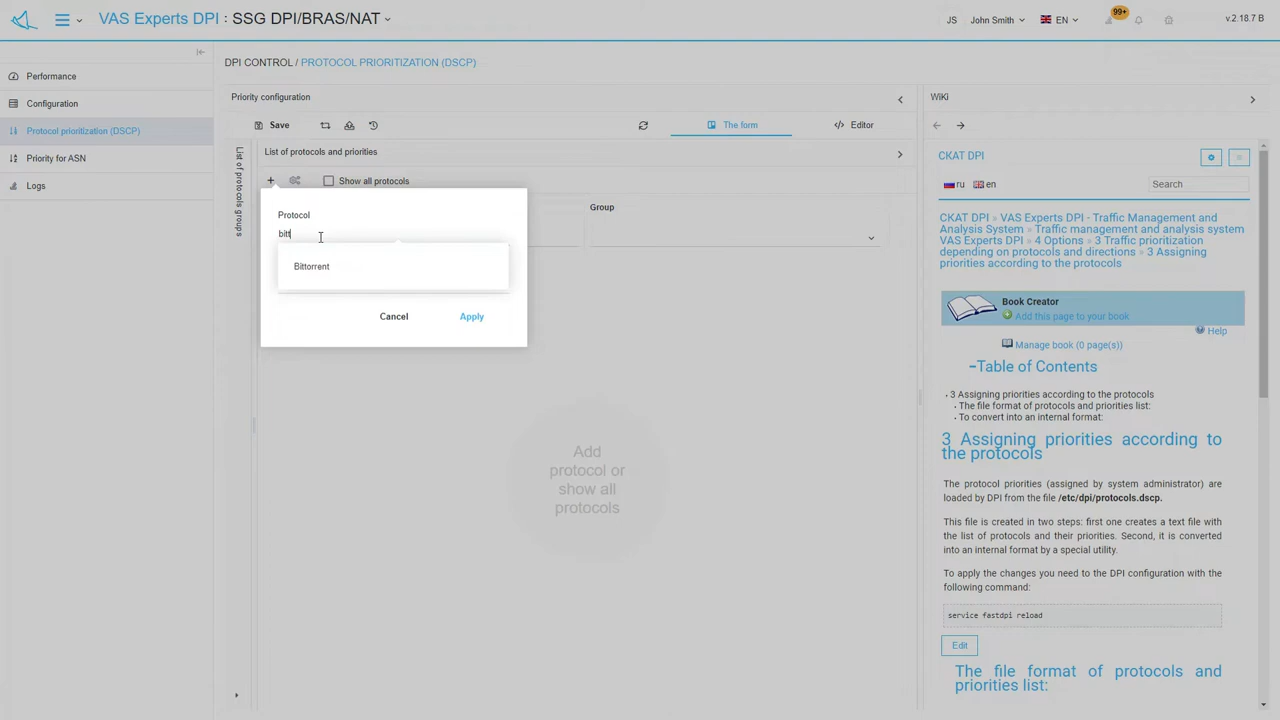 VAS Experts DPI : SSG DPI/BRAS/NAT
JS John Smith EN 99+ v.2.18.7 B
Performance
Configuration
Protocol prioritization (DSCP)
Priority for ASN
Logs
DPI CONTROL / PROTOCOL PRIORITIZATION (DSCP)
Priority configuration
Save
The form
</> Editor
List of protocols groups
List of protocols and priorities
Show all protocols
Group
Protocol
bitt
Bittorrent
Cancel Apply
Add
protocol or
show all
protocols
WiKi
СКАТ DPI
ru en
Search
СКАТ DPI » VAS Experts DPI - Traffic Management and
Analysis System » Traffic management and analysis system
VAS Experts DPI » 4 Options » 3 Traffic prioritization
depending on protocols and directions » 3 Assigning
priorities according to the protocols
Book Creator
Add this page to your book
Help
Manage book (0 page(s))
−Table of Contents
3 Assigning priorities according to the protocols
The file format of protocols and priorities list:
To convert into an internal format:
3 Assigning priorities according to
the protocols
The protocol priorities (assigned by system administrator) are
loaded by DPI from the file /etc/dpi/protocols.dscp.
This file is created in two steps: first one creates a text file with
the list of protocols and their priorities. Second, it is converted
into an internal format by a special utility.
To apply the changes you need to the DPI configuration with the
following command:
service fastdpi reload
Edit
The file format of protocols and
priorities list: